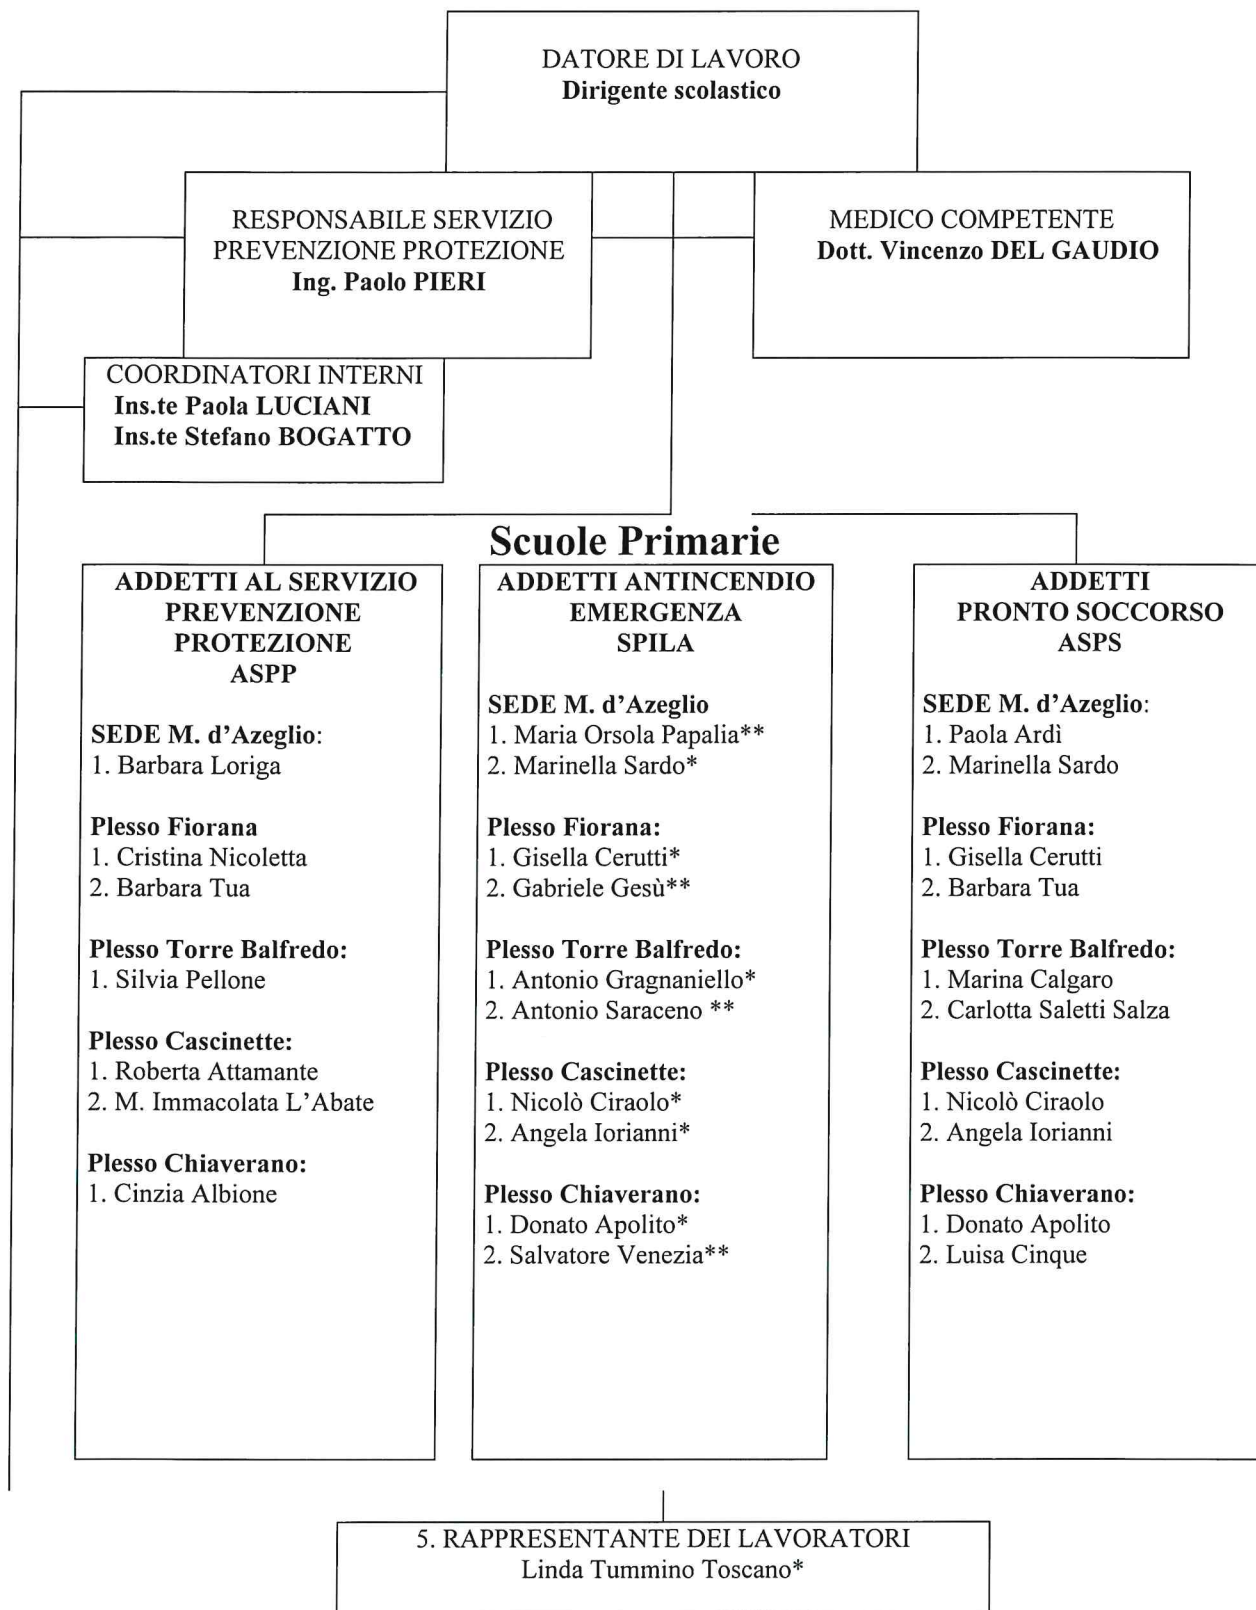 DATORE DI LAVORO
Dirigente scolastico
RESPONSABILE SERVIZIO
PREVENZIONE PROTEZIONE
Ing. Paolo PIERI
MEDICO COMPETENTE
Dott. Vincenzo DEL GAUDIO
COORDINATORI INTERNI
Ins.te Paola LUCIANI
Ins.te Stefano BOGATTO
Scuole Primarie
ADDETTI AL SERVIZIO
PREVENZIONE
PROTEZIONE
ASPP
SEDE M. d'Azeglio:
1. Barbara Loriga
Plesso Fiorana
1. Cristina Nicoletta
2. Barbara Tua
Plesso Torre Balfredo:
1. Silvia Pellone
Plesso Cascinette:
1. Roberta Attamante
2. M. Immacolata L'Abate
Plesso Chiaverano:
1. Cinzia Albione
ADDETTI ANTINCENDIO
EMERGENZA
SPILA
SEDE M. d'Azeglio
1. Maria Orsola Papalia**
2. Marinella Sardo*
Plesso Fiorana:
1. Gisella Cerutti*
2. Gabriele Gesù**
Plesso Torre Balfredo:
1. Antonio Gragnaniello*
2. Antonio Saraceno **
Plesso Cascinette:
1. Nicolò Ciraolo*
2. Angela Iorianni*
Plesso Chiaverano:
1. Donato Apolito*
2. Salvatore Venezia**
ADDETTI
PRONTO SOCCORSO
ASPS
SEDE M. d'Azeglio:
1. Paola Ardì
2. Marinella Sardo
Plesso Fiorana:
1. Gisella Cerutti
2. Barbara Tua
Plesso Torre Balfredo:
1. Marina Calgaro
2. Carlotta Saletti Salza
Plesso Cascinette:
1. Nicolò Ciraolo
2. Angela Iorianni
Plesso Chiaverano:
1. Donato Apolito
2. Luisa Cinque
5. RAPPRESENTANTE DEI LAVORATORI
Linda Tummino Toscano*